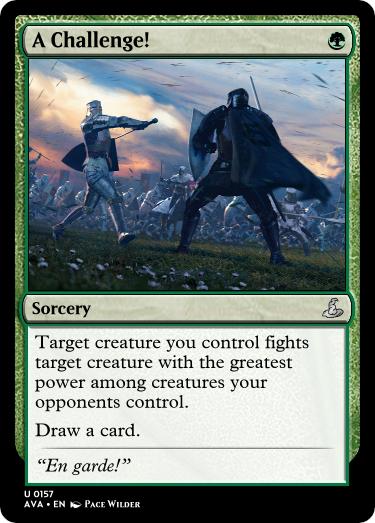 A Challenge!
Sorcery
Target creature you control fights
target creature with the greatest
power among creatures your
opponents control.
Draw a card.
“En garde!”
U 0157
AVA • EN Pace Wilder